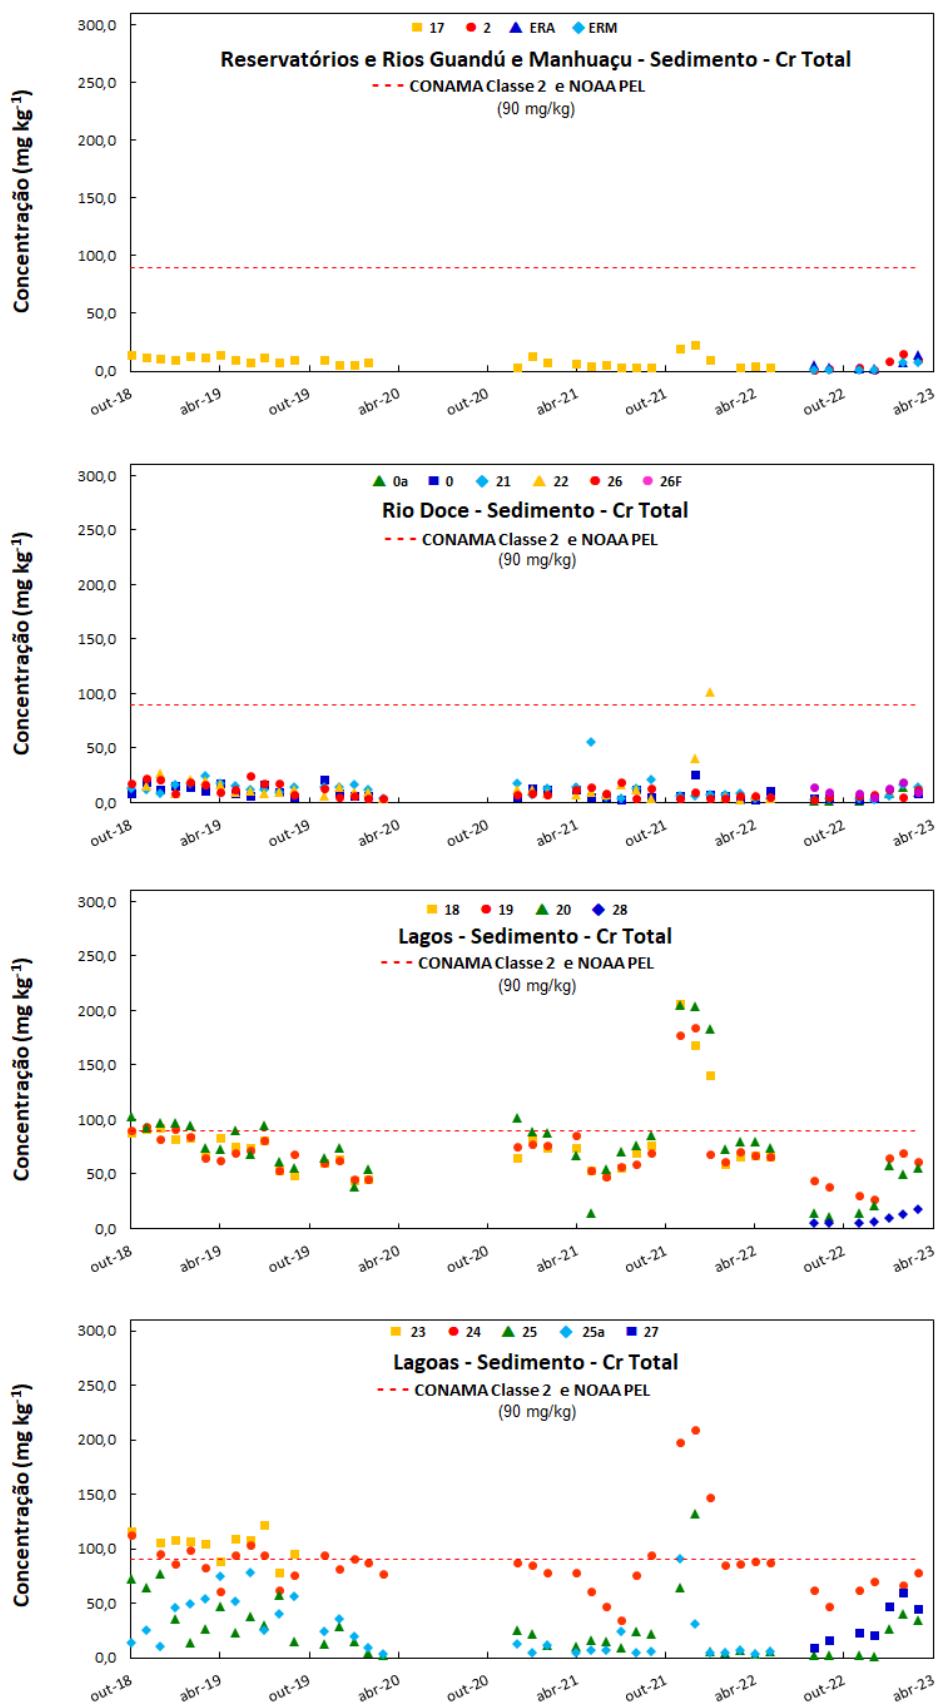 17 2 ERA ERM
Reservatórios e Rios Guandú e Manhuaçu - Sedimento - Cr Total
CONAMA Classe 2 e NOAA PEL
(90 mg/kg)
Concentração (mg kg⁻¹)
300,0
250,0
200,0
150,0
100,0
50,0
0,0
out-18 abr-19 out-19 abr-20 out-20 abr-21 out-21 abr-22 out-22 abr-23
0a 0 21 22 26 26F
Rio Doce - Sedimento - Cr Total
CONAMA Classe 2 e NOAA PEL
(90 mg/kg)
Concentração (mg kg⁻¹)
300,0
250,0
200,0
150,0
100,0
50,0
0,0
out-18 abr-19 out-19 abr-20 out-20 abr-21 out-21 abr-22 out-22 abr-23
18 19 20 28
Lagos - Sedimento - Cr Total
CONAMA Classe 2 e NOAA PEL
(90 mg/kg)
Concentração (mg kg⁻¹)
300,0
250,0
200,0
150,0
100,0
50,0
0,0
out-18 abr-19 out-19 abr-20 out-20 abr-21 out-21 abr-22 out-22 abr-23
23 24 25 25a 27
Lagoas - Sedimento - Cr Total
CONAMA Classe 2 e NOAA PEL
(90 mg/kg)
Concentração (mg kg⁻¹)
300,0
250,0
200,0
150,0
100,0
50,0
0,0
out-18 abr-19 out-19 abr-20 out-20 abr-21 out-21 abr-22 out-22 abr-23